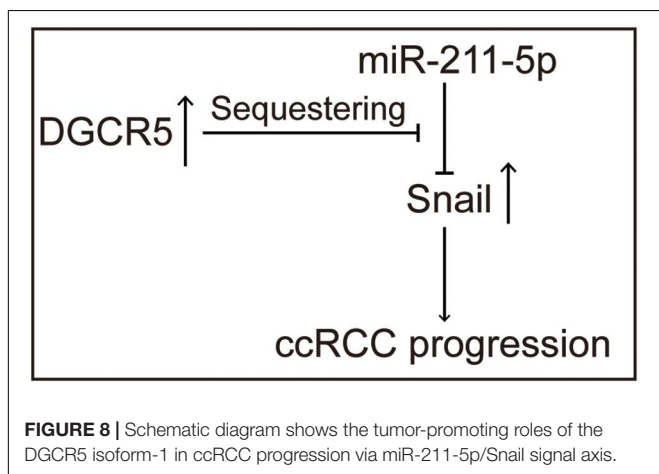 miR-211-5p
DGCR5 Sequestering
Snail
ccRCC progression
FIGURE 8 | Schematic diagram shows the tumor-promoting roles of the
DGCR5 isoform-1 in ccRCC progression via miR-211-5p/Snail signal axis.